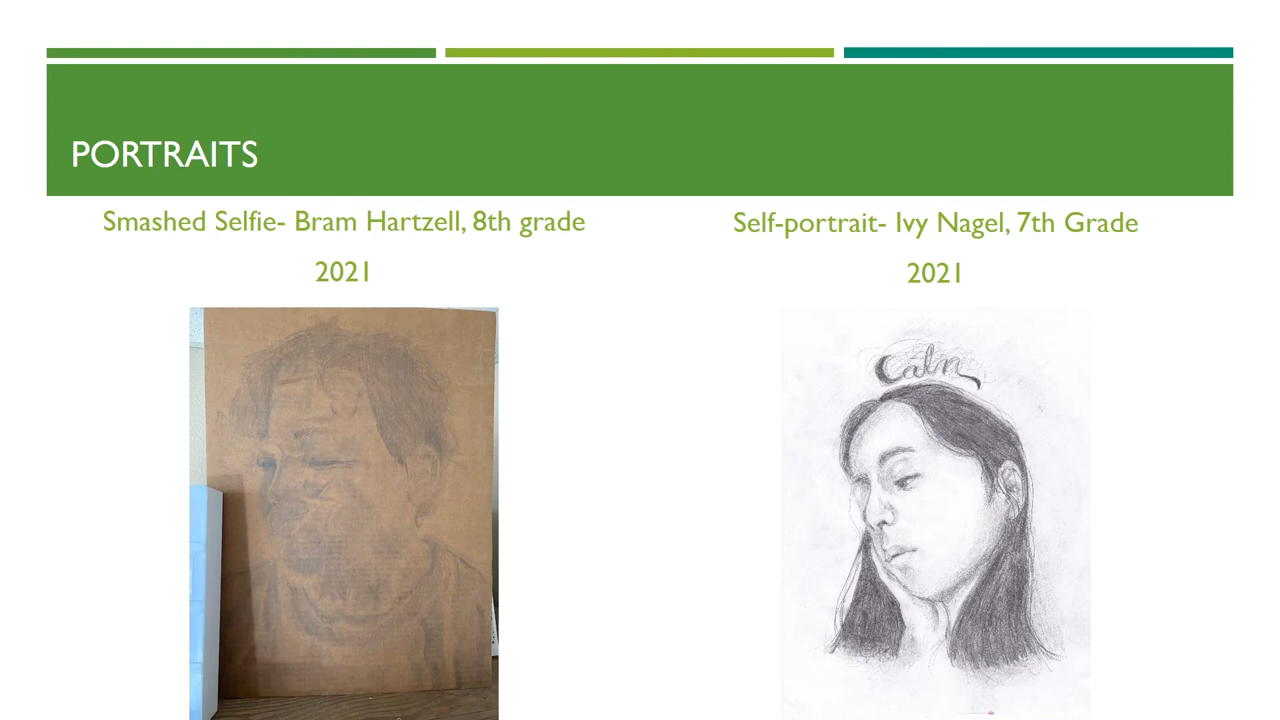 PORTRAITS
Smashed Selfie- Bram Hartzell, 8th grade
2021
Self-portrait- Ivy Nagel, 7th Grade
2021
Calm